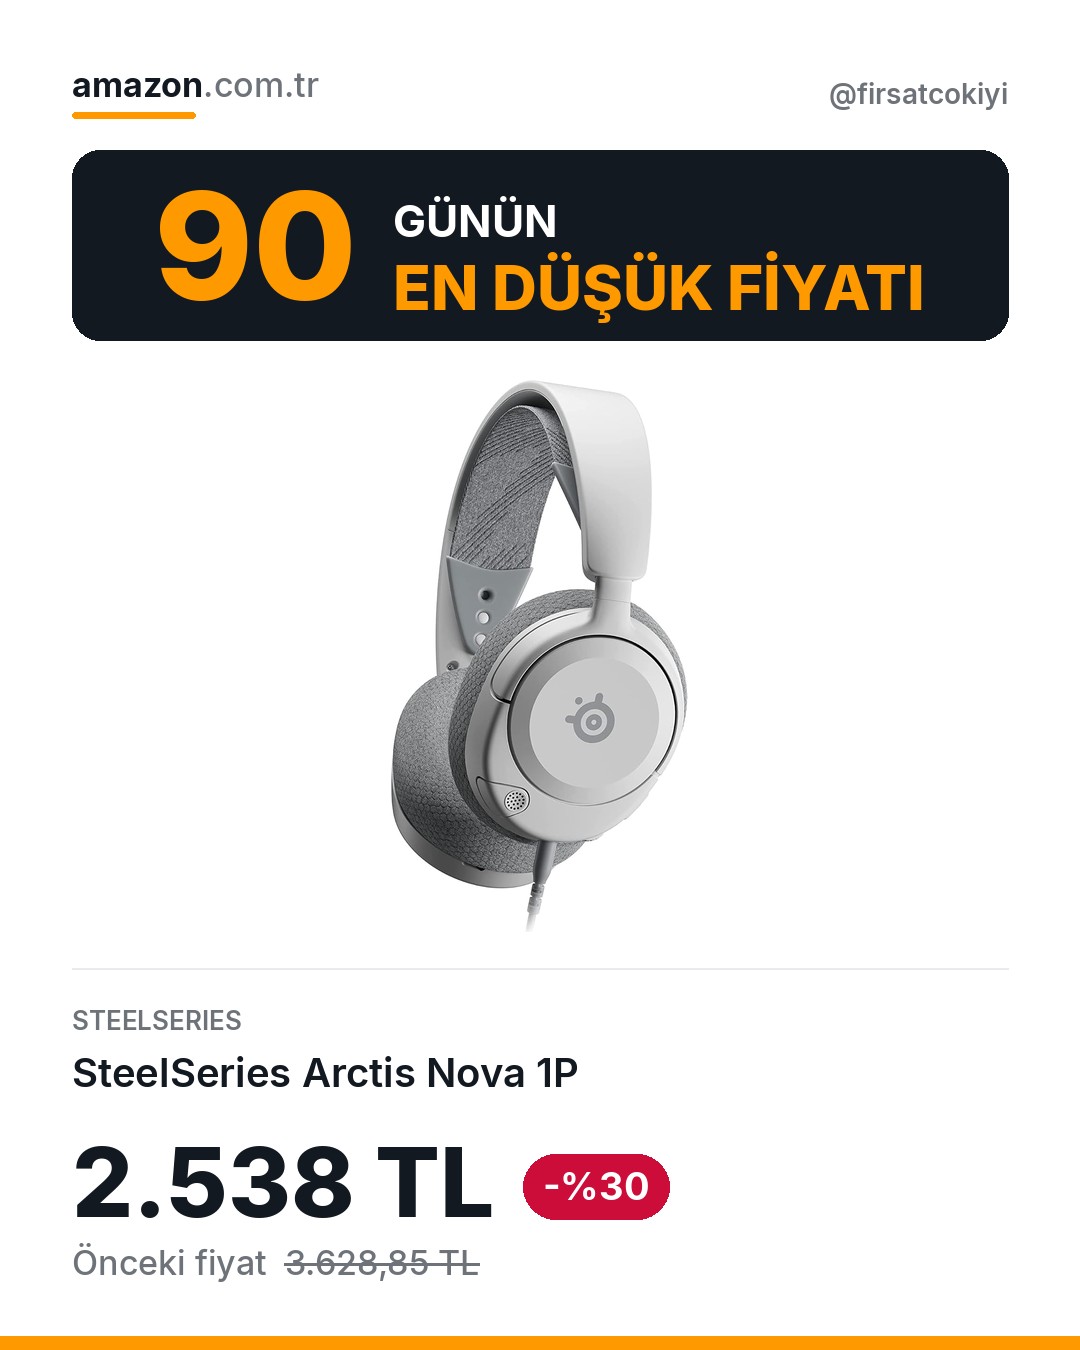 amazon.com.tr
@firsatcokiyi
90
GÜNÜN
EN DÜŞÜK FİYATI
STEELSERIES
SteelSeries Arctis Nova 1P
2.538 TL
-%30
Önceki fiyat 3.628,85 TL